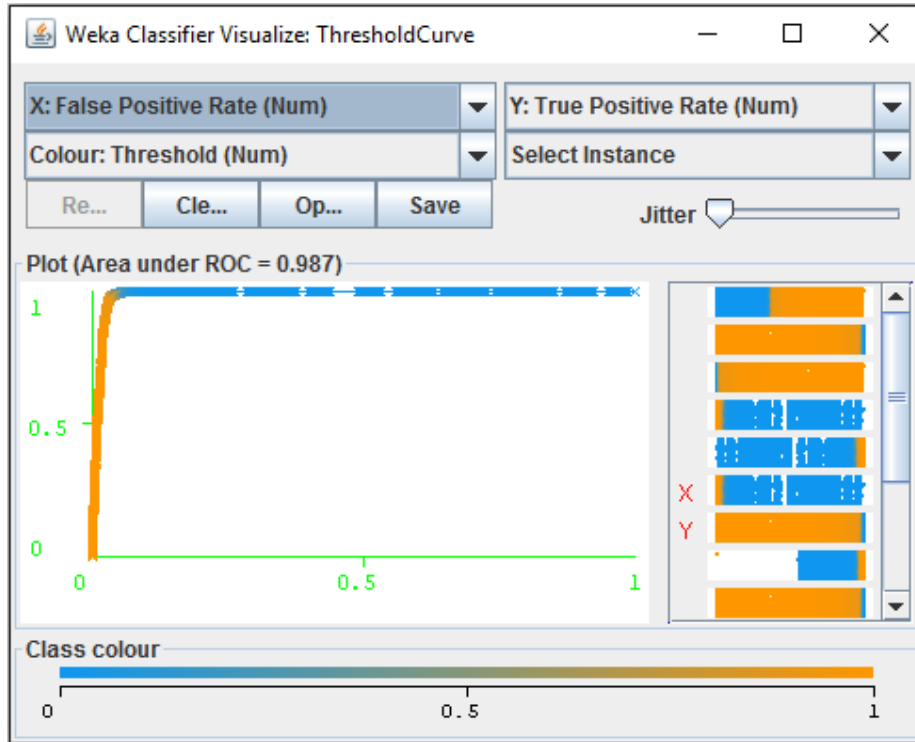 Weka Classifier Visualize: ThresholdCurve
X: False Positive Rate (Num) Y: True Positive Rate (Num)
Colour: Threshold (Num) Select Instance
Re... Cle... Op... Save Jitter
Plot (Area under ROC = 0.987)
1
0.5
0
0 0.5 1
X
Y
Class colour
0 0.5 1